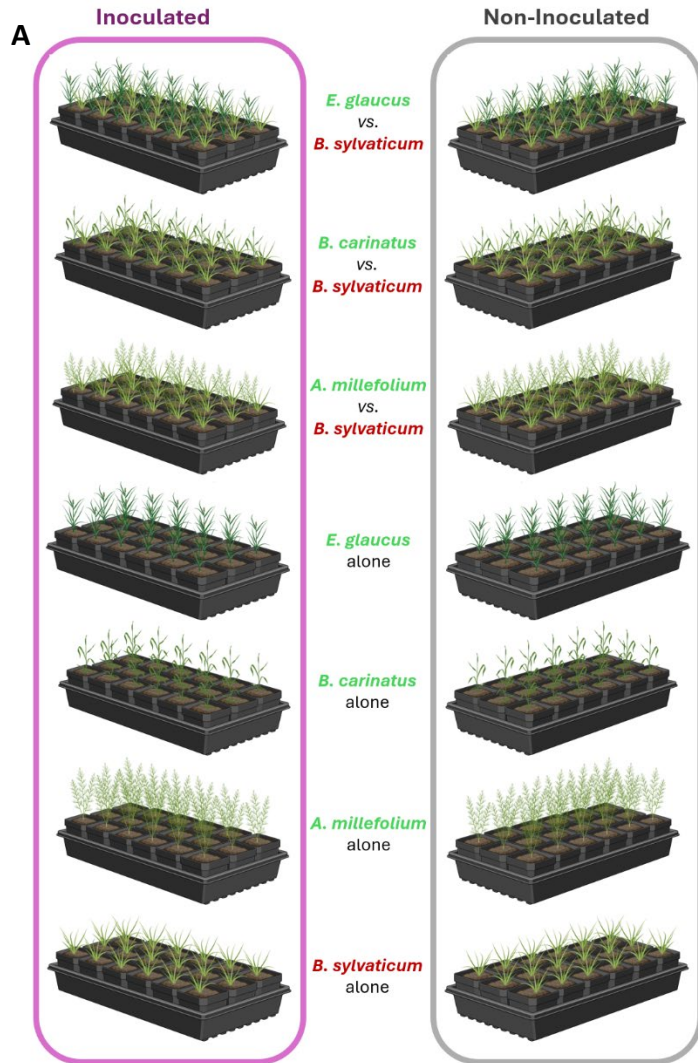 A
Inoculated
Non-Inoculated
E. glaucus
vs.
B. sylvaticum
B. carinatus
vs.
B. sylvaticum
A. millefolium
vs.
B. sylvaticum
E. glaucus
alone
B. carinatus
alone
A. millefolium
alone
B. sylvaticum
alone